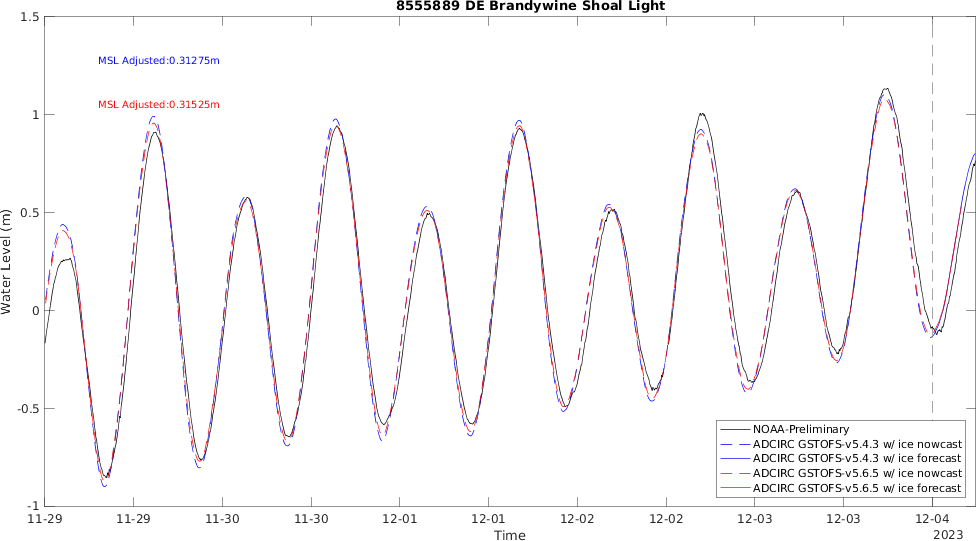 8555889 DE Brandywine Shoal Light
1.5
MSL Adjusted:0.31275m
MSL Adjusted:0.31525m
1
0.5
0
-0.5
-1
Water Level (m)
NOAA-Preliminary
ADCIRC GSTOFS-v5.4.3 w/ ice nowcast
ADCIRC GSTOFS-v5.4.3 w/ ice forecast
ADCIRC GSTOFS-v5.6.5 w/ ice nowcast
ADCIRC GSTOFS-v5.6.5 w/ ice forecast
11-29 11-29 11-30 11-30 12-01 12-01 12-02 12-02 12-03 12-03 12-04
Time
2023